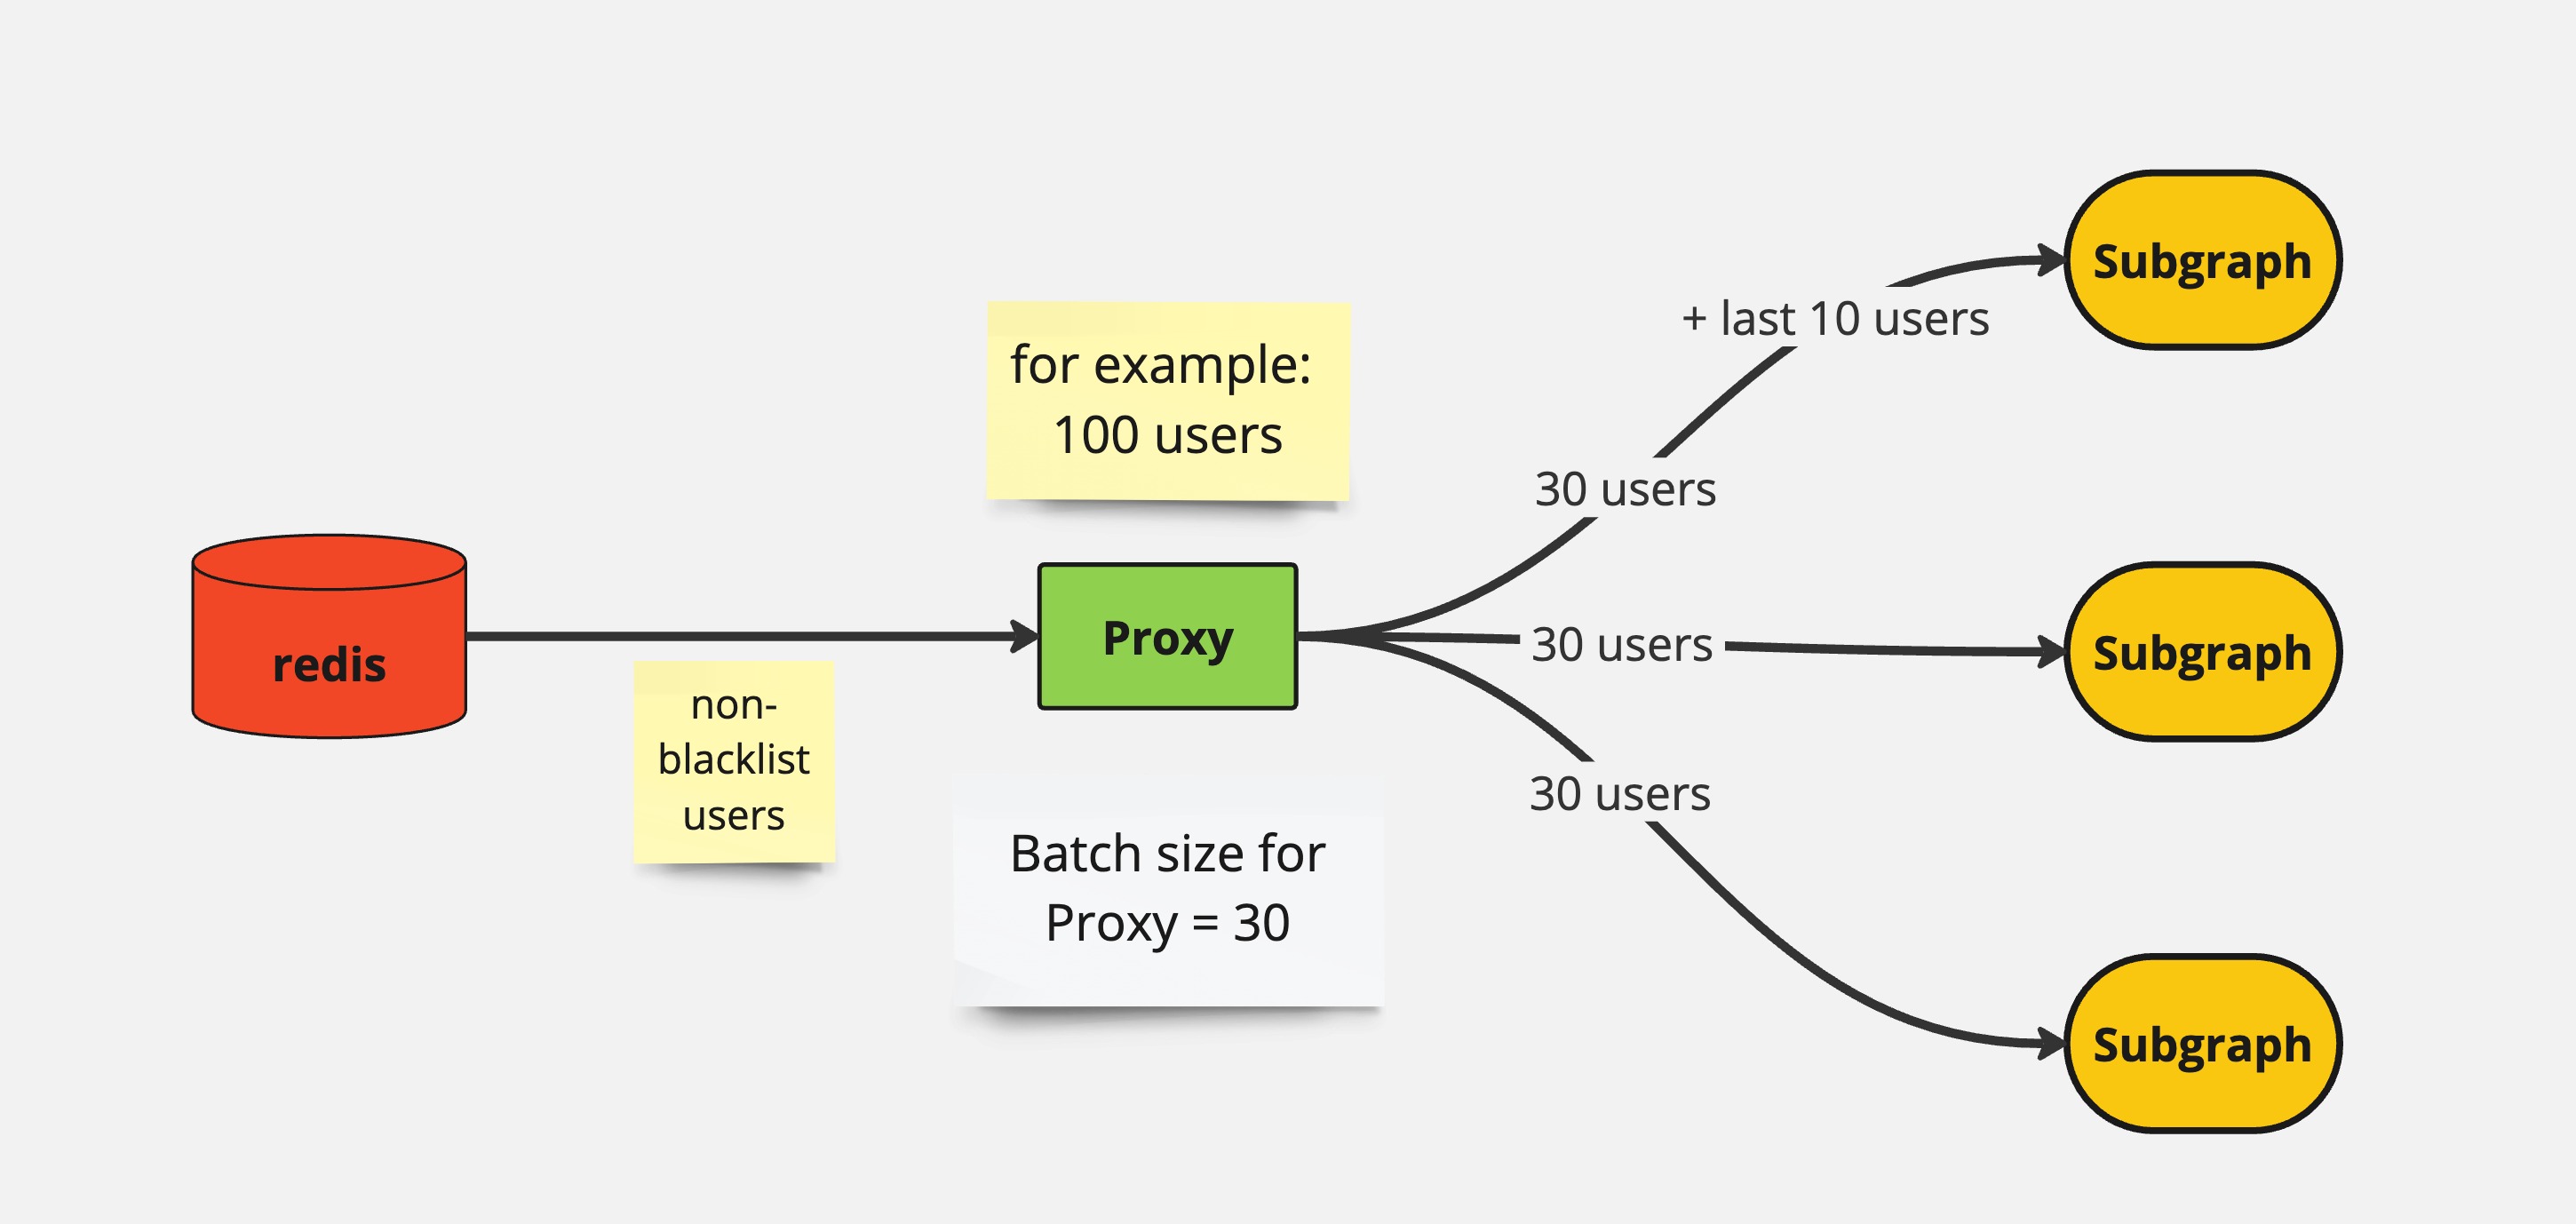 for example:
100 users
redis
non-
blacklist
users
Proxy
Batch size for
Proxy = 30
+ last 10 users
30 users
30 users
30 users
Subgraph
Subgraph
Subgraph